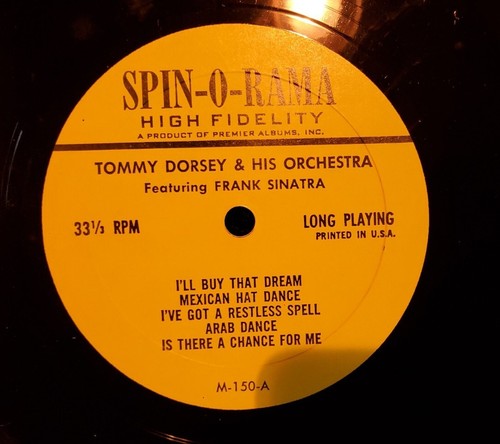 SPIN-O-RAMA
HIGH FIDELITY
A PRODUCT OF PREMIER ALBUMS, INC.
TOMMY DORSEY & HIS ORCHESTRA
Featuring FRANK SINATRA
33⅓ RPM
LONG PLAYING
PRINTED IN U.S.A.
I'LL BUY THAT DREAM
MEXICAN HAT DANCE
I'VE GOT A RESTLESS SPELL
ARAB DANCE
IS THERE A CHANCE FOR ME
M-150-A